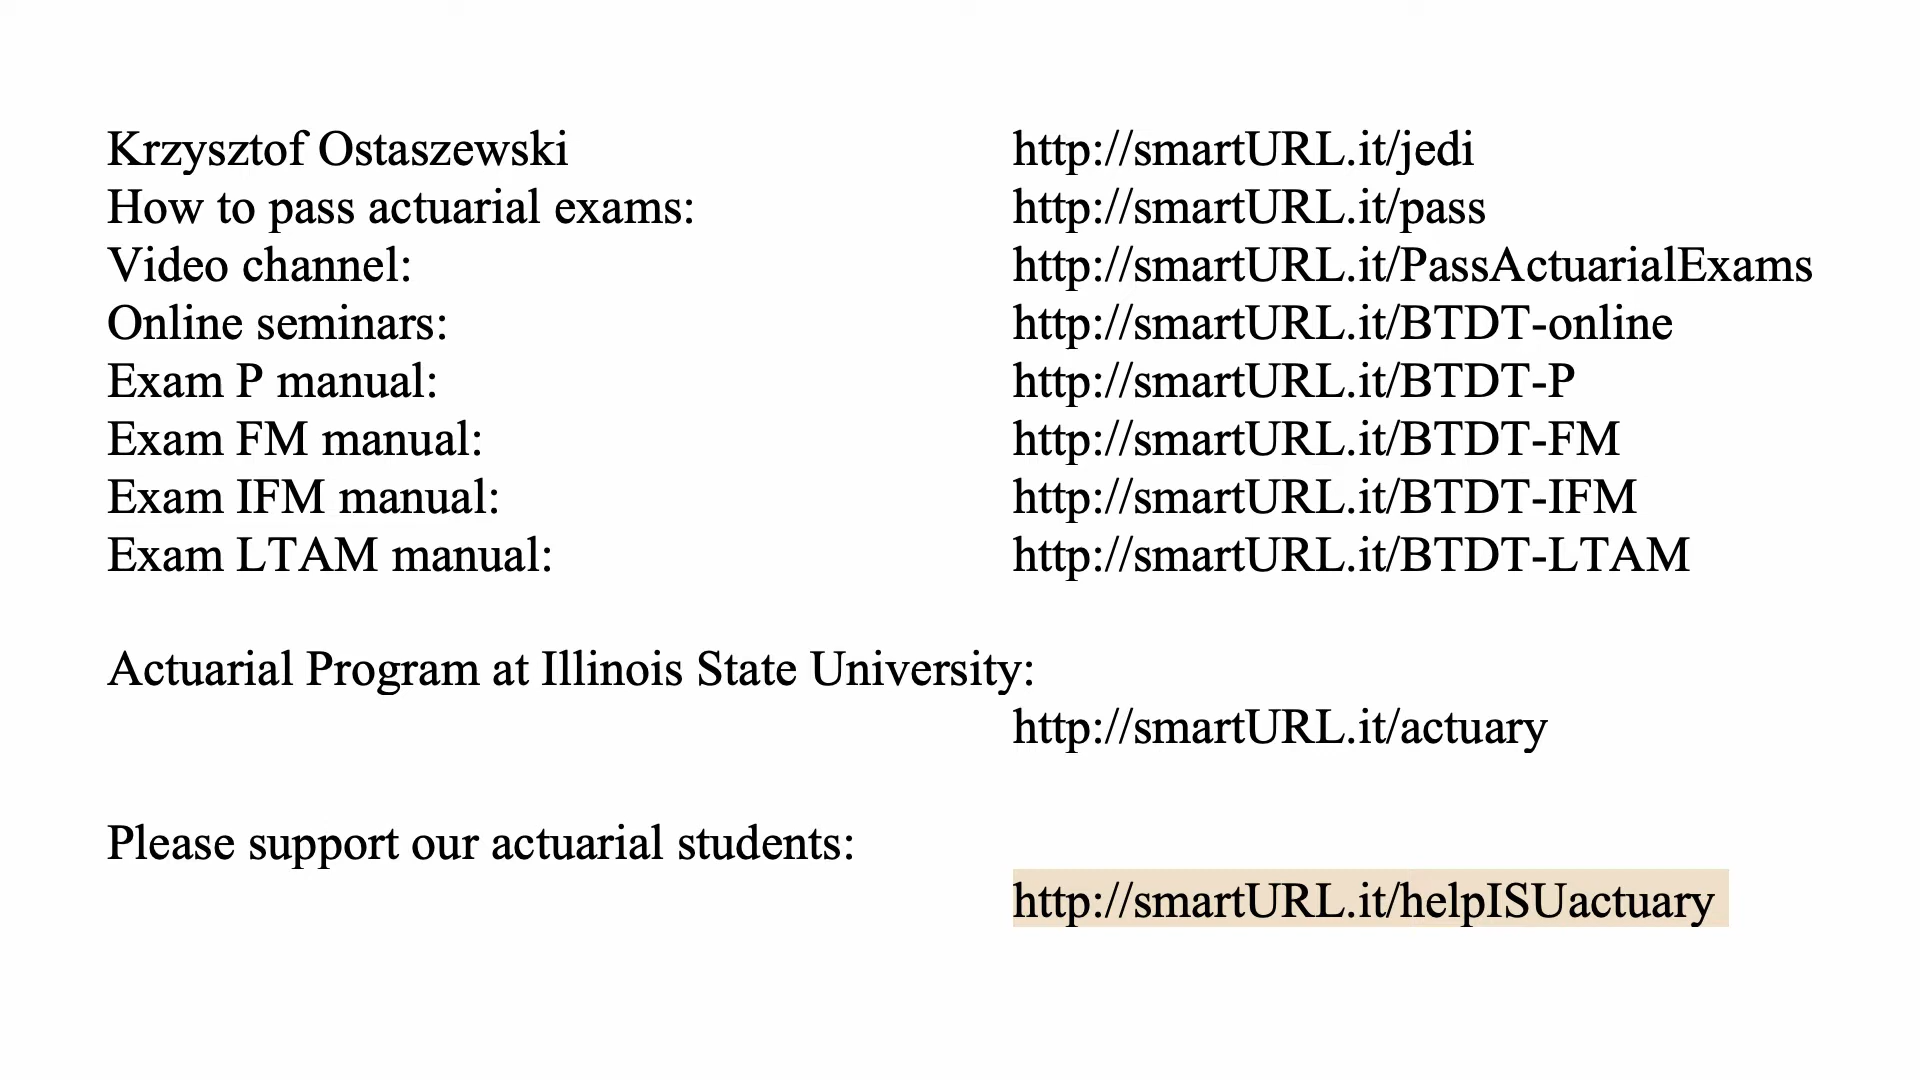 Krzysztof Ostaszewski http://smartURL.it/jedi
How to pass actuarial exams: http://smartURL.it/pass
Video channel: http://smartURL.it/PassActuarialExams
Online seminars: http://smartURL.it/BTDT-online
Exam P manual: http://smartURL.it/BTDT-P
Exam FM manual: http://smartURL.it/BTDT-FM
Exam IFM manual: http://smartURL.it/BTDT-IFM
Exam LTAM manual: http://smartURL.it/BTDT-LTAM
Actuarial Program at Illinois State University:
http://smartURL.it/actuary
Please support our actuarial students:
http://smartURL.it/helpISUactuary